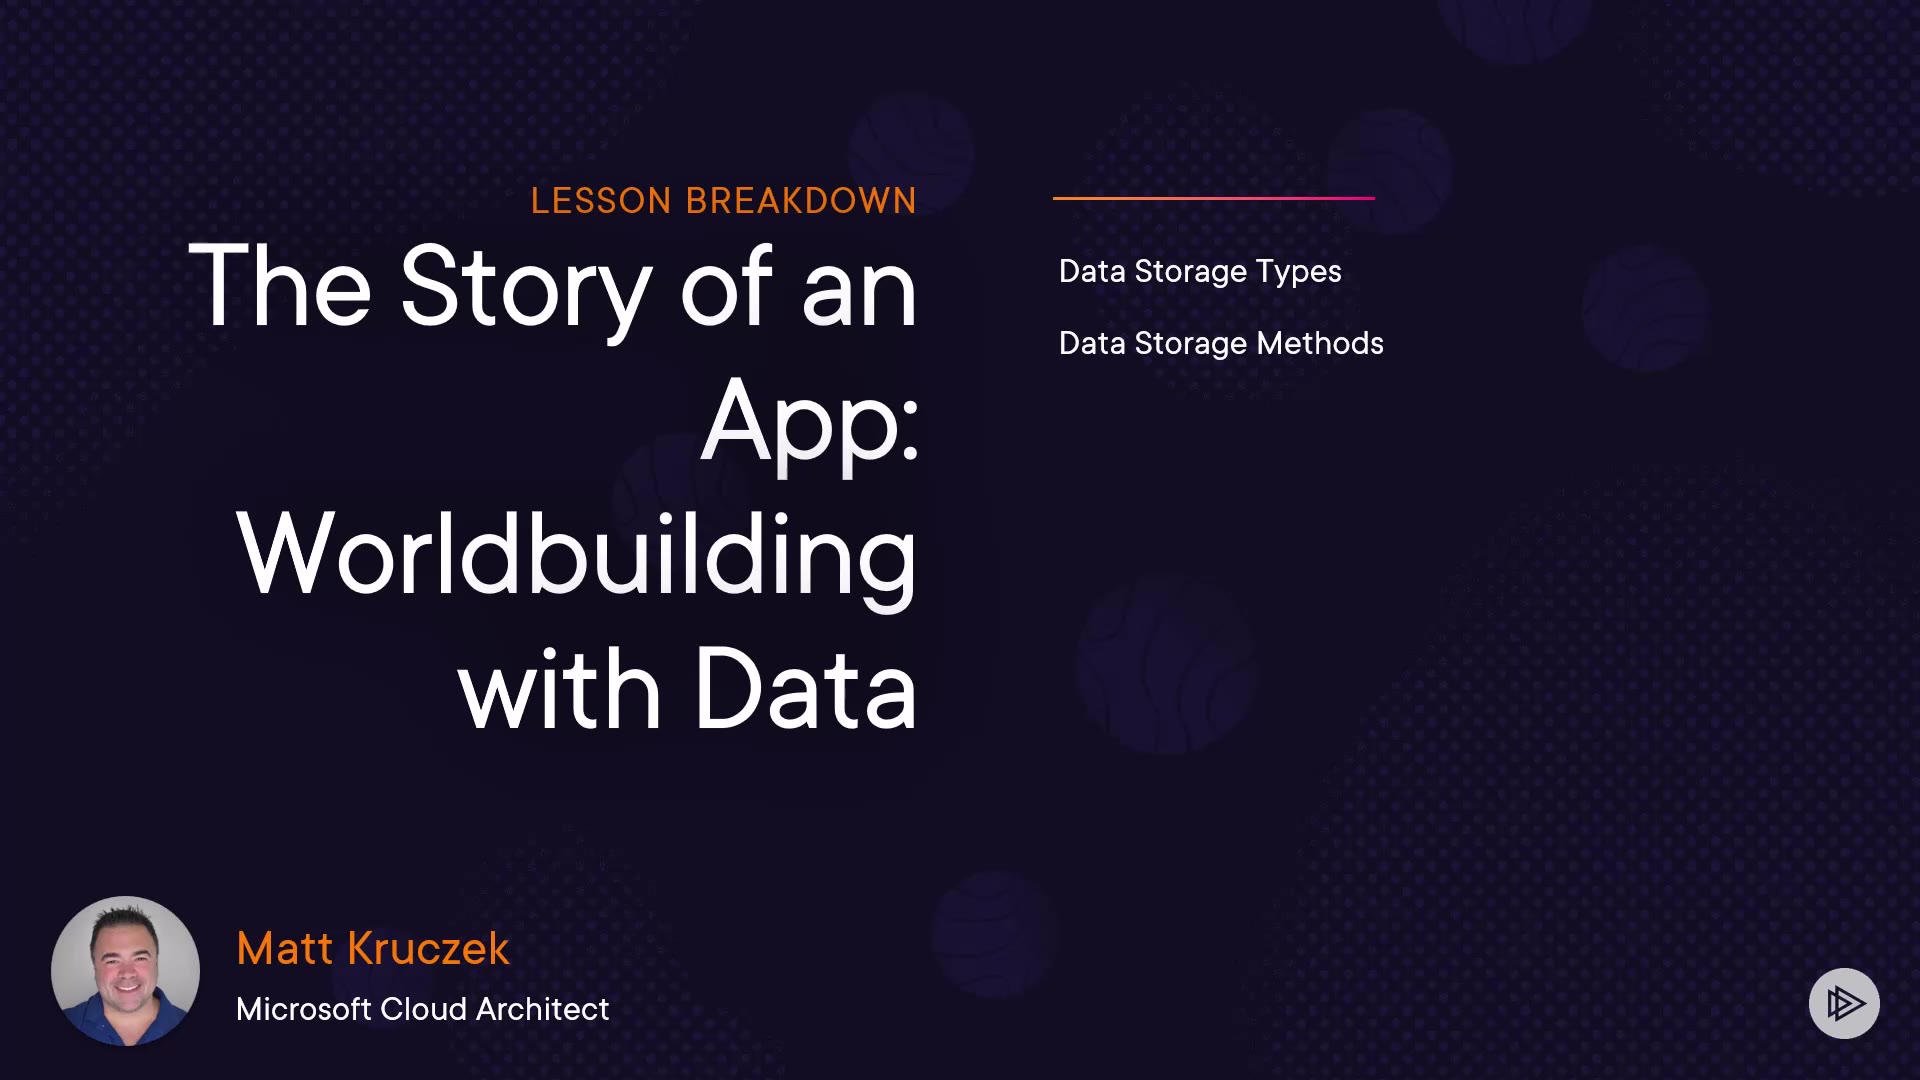 LESSON BREAKDOWN
The Story of an
App:
Worldbuilding
with Data
Data Storage Types
Data Storage Methods
Matt Kruczek
Microsoft Cloud Architect